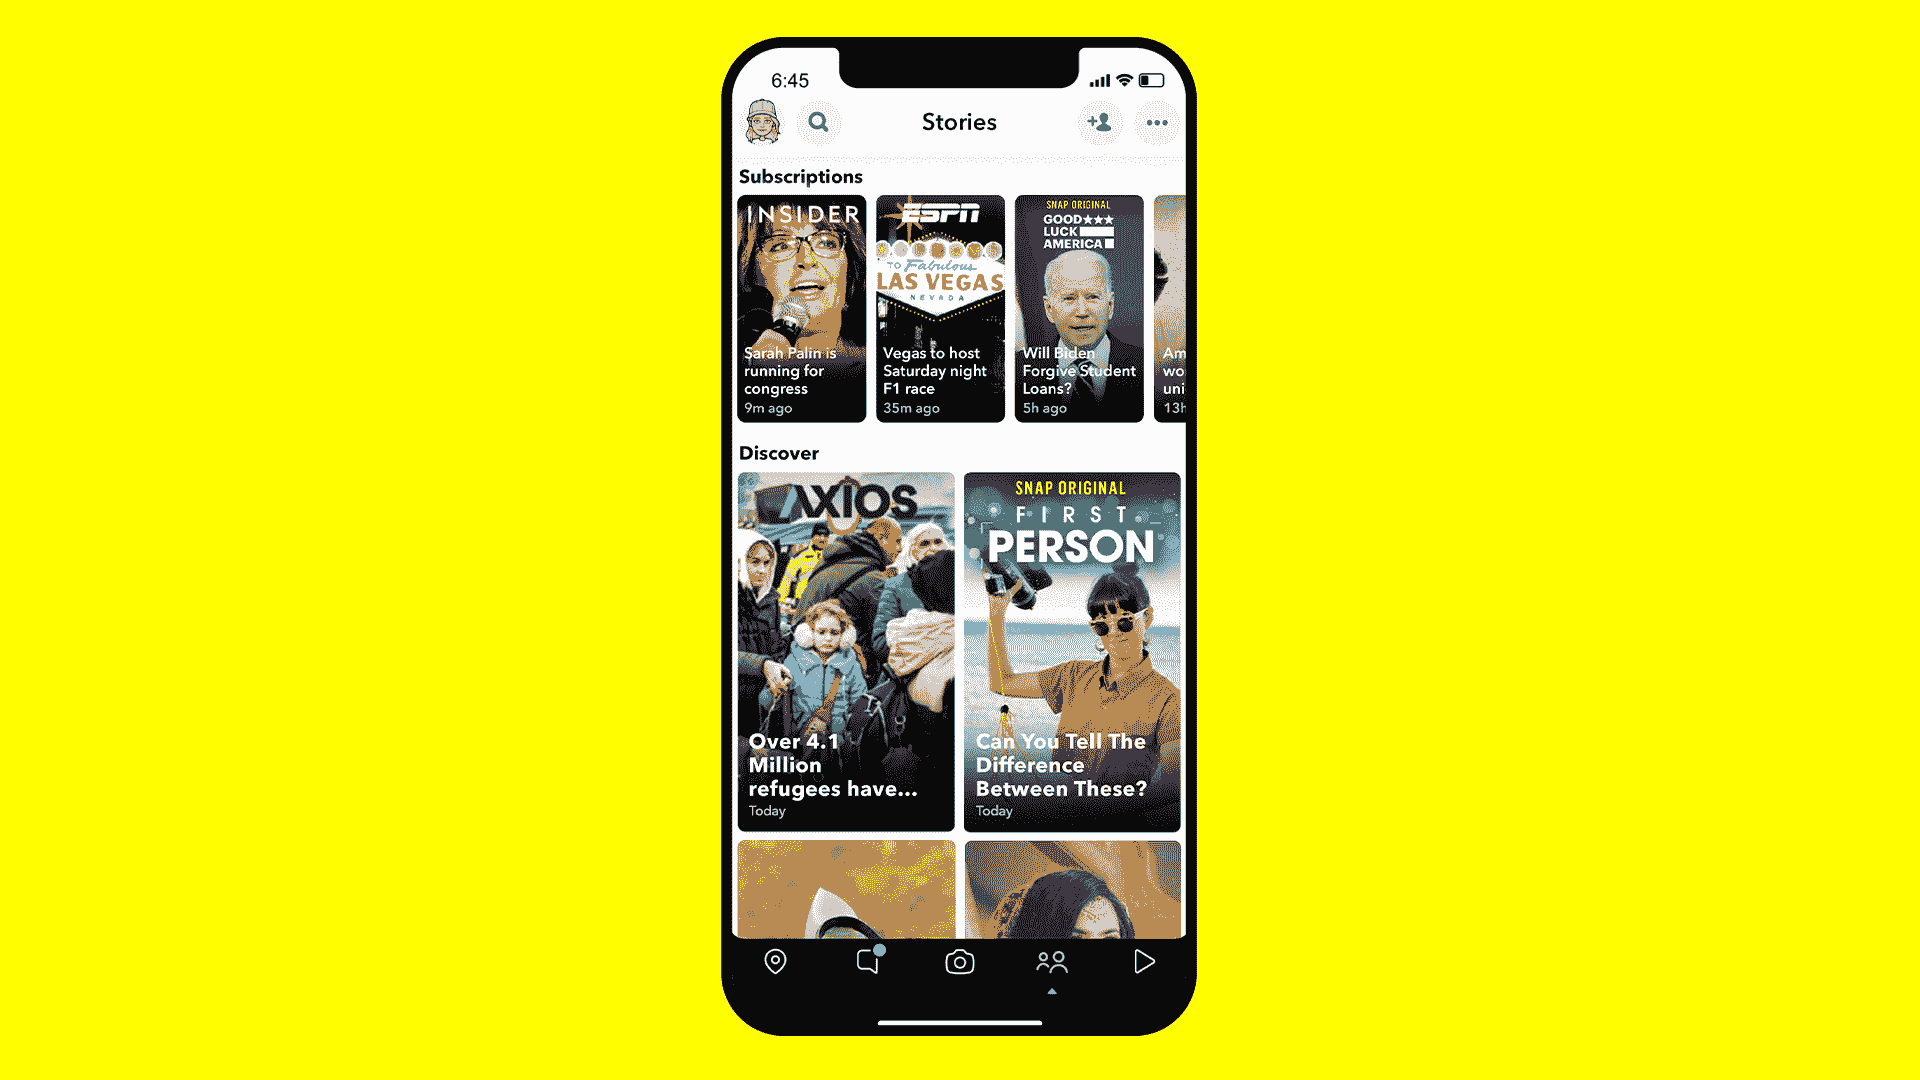 6:45
Stories
Subscriptions
INSIDER
Sarah Palin is
running for
congress
9m ago
ESPN
TO Fabulous
LAS VEGAS
NEVADA
Vegas to host
Saturday night
F1 race
35m ago
SNAP ORIGINAL
GOOD
LUCK
AMERICA
Will Biden
Forgive Student
Loans?
5h ago
Am
wo
uni
13h
Discover
AXIOS
Over 4.1
Million
refugees have...
Today
SNAP ORIGINAL
FIRST
PERSON
Can You Tell The
Difference
Between These?
Today